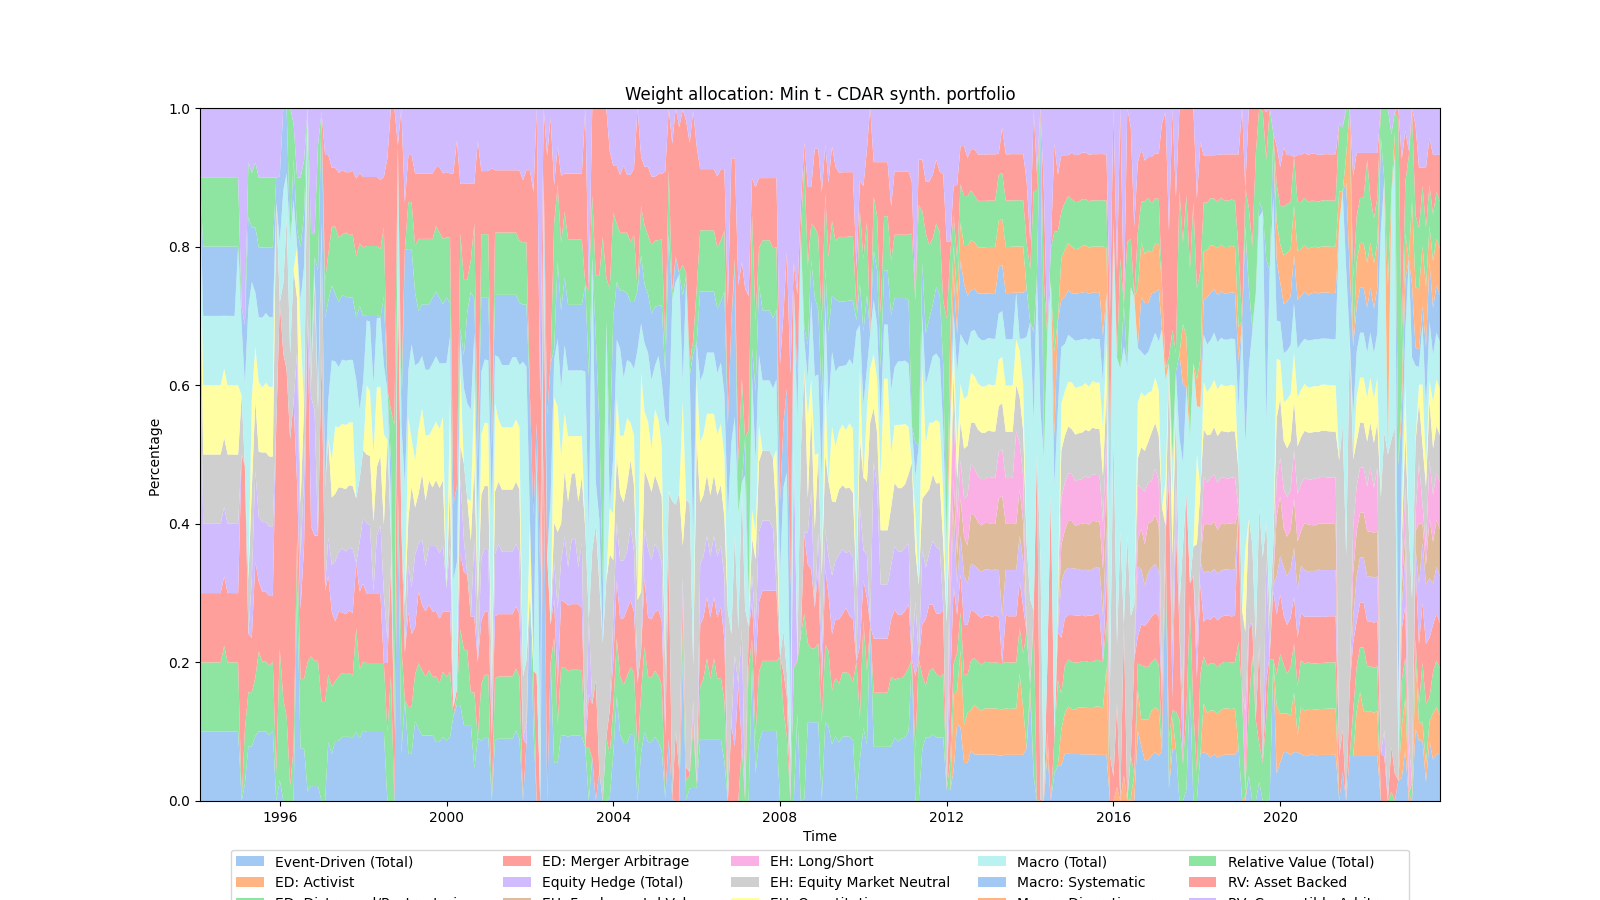 Weight allocation: Min t - CDAR synth. portfolio
1.0
0.8
0.6
0.4
0.2
0.0
Percentage
1996 2000 2004 2008 2012 2016 2020
Time
Event-Driven (Total) ED: Merger Arbitrage EH: Long/Short Macro (Total) Relative Value (Total)
ED: Activist Equity Hedge (Total) EH: Equity Market Neutral Macro: Systematic RV: Asset Backed